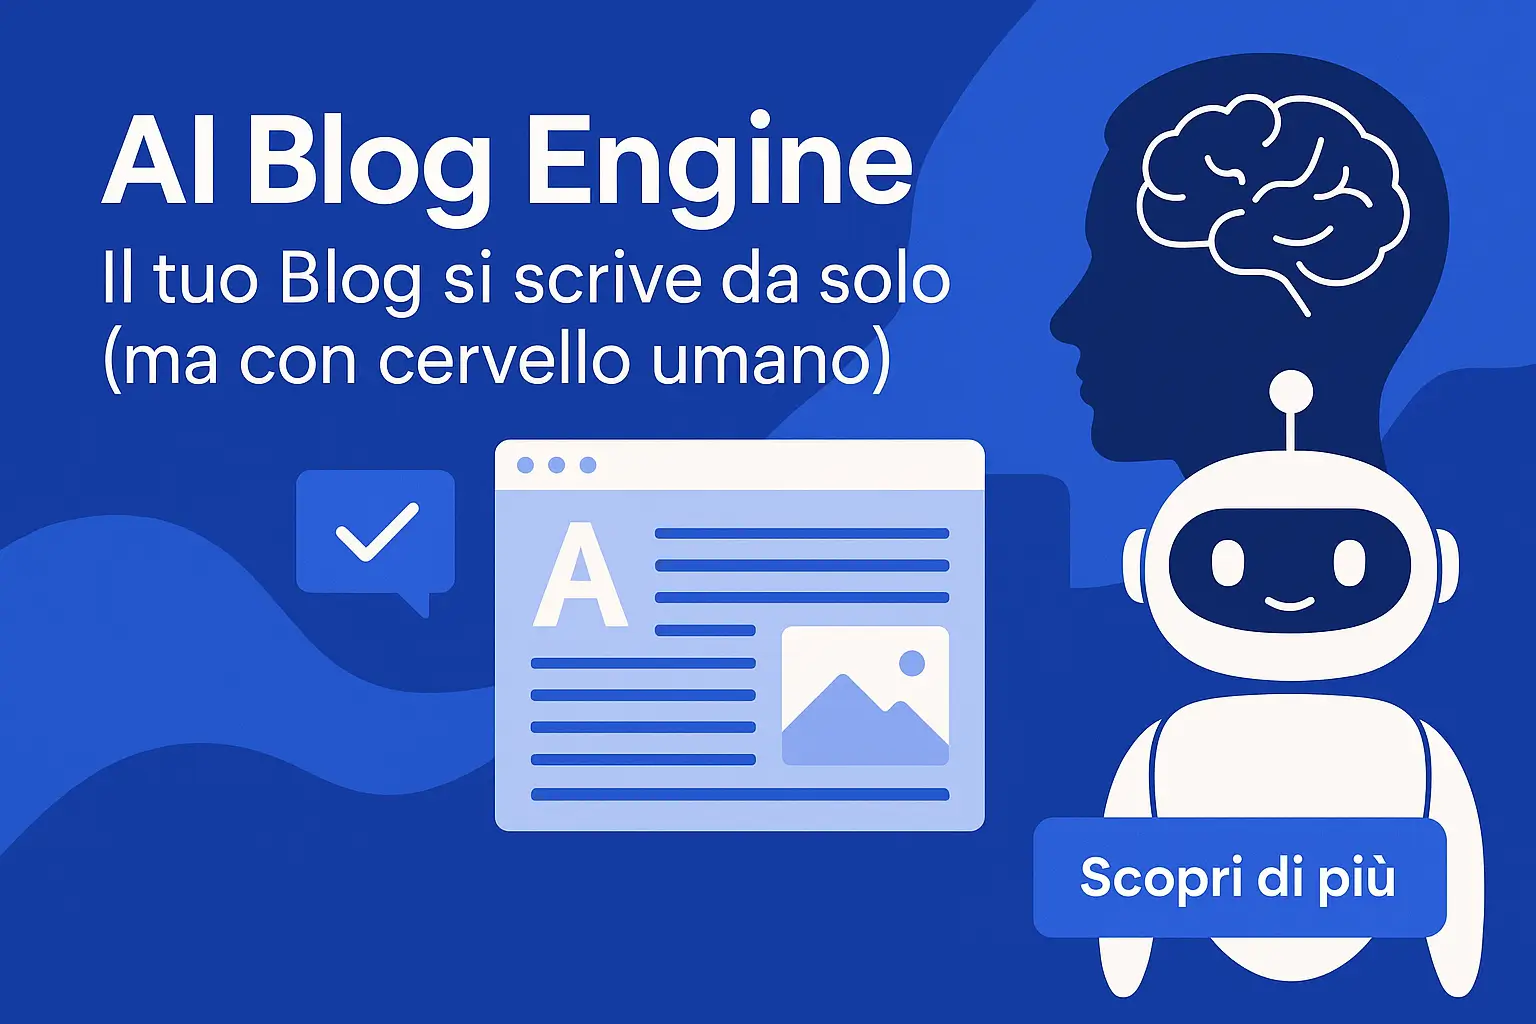 AI Blog Engine
Il tuo Blog si scrive da solo
(ma con cervello umano)
A
Scopri di più